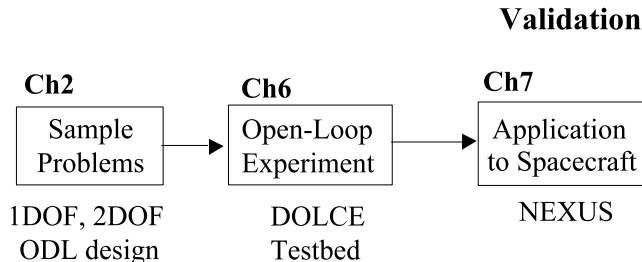 Validation
Ch2
Sample
Problems
1DOF, 2DOF
ODL design
Ch6
Open-Loop
Experiment
DOLCE
Testbed
Ch7
Application
to Spacecraft
NEXUS